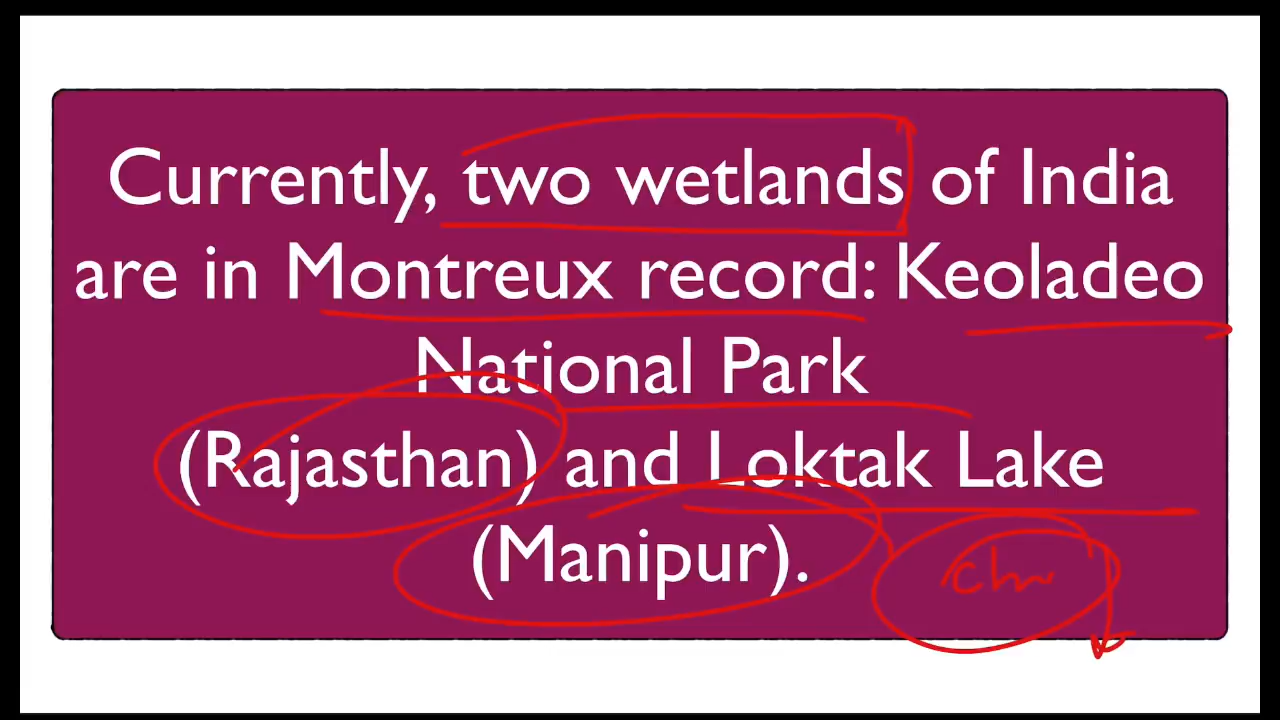 Currently, two wetlands of India
are in Montreux record: Keoladeo
National Park
(Rajasthan) and Loktak Lake
(Manipur).